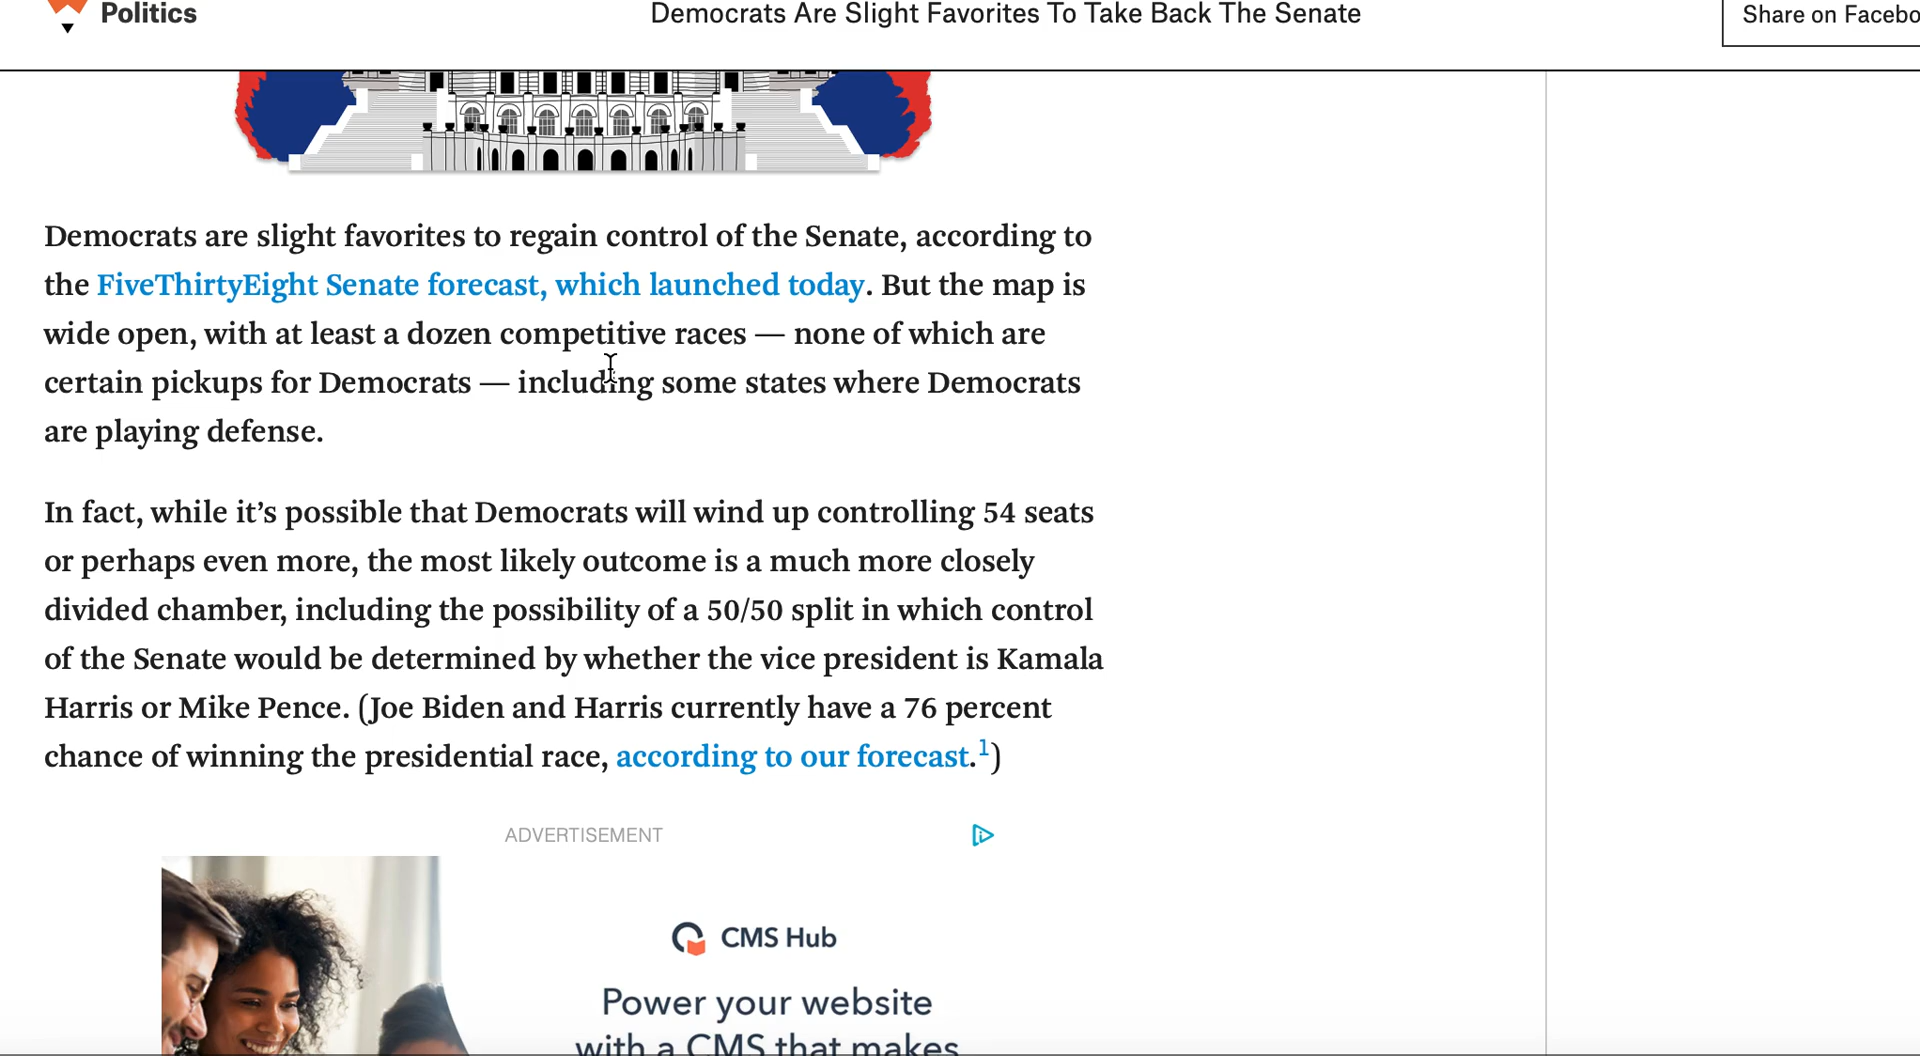 Politics
Democrats Are Slight Favorites To Take Back The Senate
Share on Facebo
Democrats are slight favorites to regain control of the Senate, according to
the FiveThirtyEight Senate forecast, which launched today. But the map is
wide open, with at least a dozen competitive races — none of which are
certain pickups for Democrats — including some states where Democrats
are playing defense.
In fact, while it’s possible that Democrats will wind up controlling 54 seats
or perhaps even more, the most likely outcome is a much more closely
divided chamber, including the possibility of a 50/50 split in which control
of the Senate would be determined by whether the vice president is Kamala
Harris or Mike Pence. (Joe Biden and Harris currently have a 76 percent
chance of winning the presidential race, according to our forecast.1)
ADVERTISEMENT
CMS Hub
Power your website
with a CMS that makes